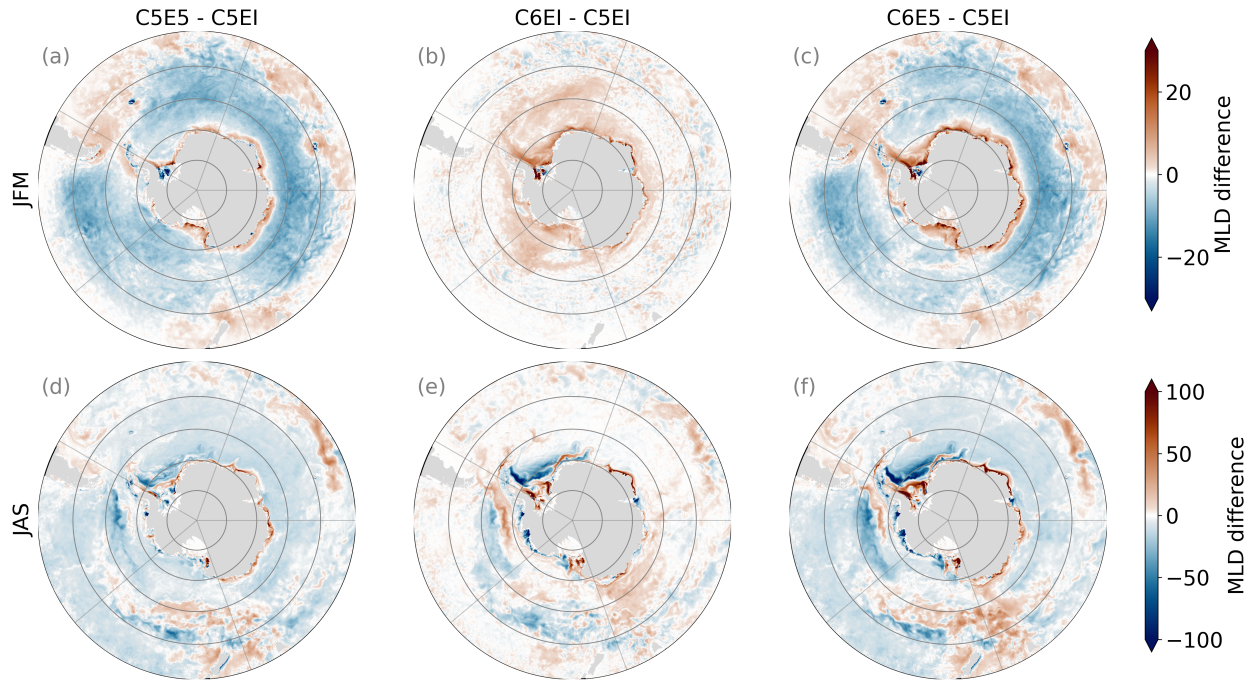 C5E5 - C5EI C6EI - C5EI C6E5 - C5EI
(a) (b) (c)
JFM
20
0
−20
MLD difference
(d) (e) (f)
JAS
100
50
0
−50
−100
MLD difference